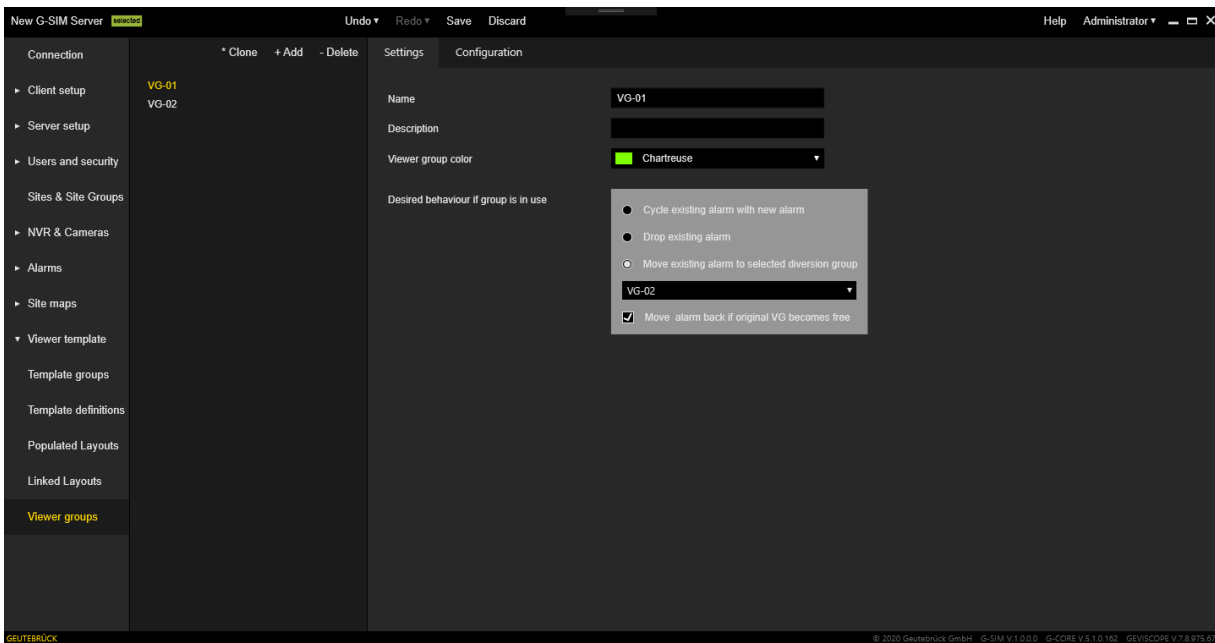 New G-SIM Server selected Undo ▾ Redo ▾ Save Discard Help Administrator ▾
Connection
▸ Client setup
▸ Server setup
▸ Users and security
Sites & Site Groups
▸ NVR & Cameras
▸ Alarms
▸ Site maps
▾ Viewer template
Template groups
Template definitions
Populated Layouts
Linked Layouts
Viewer groups
* Clone + Add - Delete
VG-01
VG-02
Settings Configuration
Name VG-01
Description
Viewer group color Chartreuse
Desired behaviour if group is in use
Cycle existing alarm with new alarm
Drop existing alarm
Move existing alarm to selected diversion group
VG-02
Move alarm back if original VG becomes free
GEUTEBRÜCK © 2020 Geutebrück GmbH G-SIM V.1.0.0.0 G-CORE V.5.1.0.162 GEVISCOPE